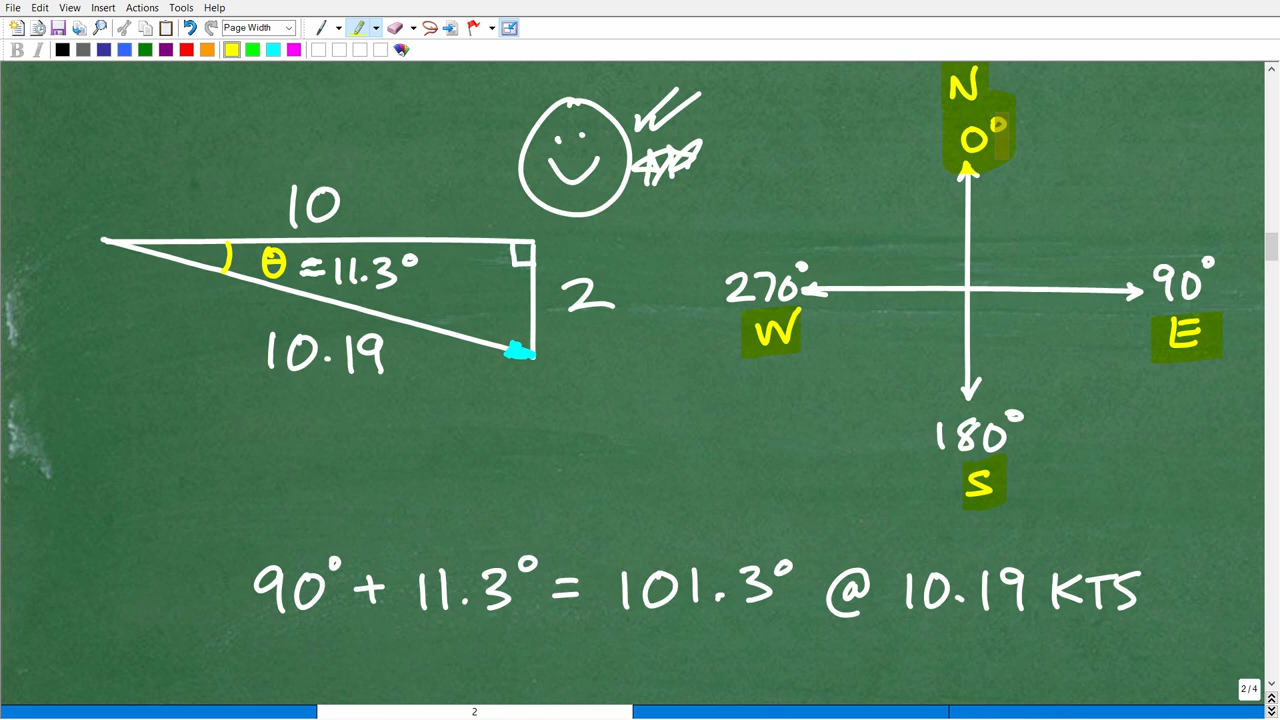 File Edit View Insert Actions Tools Help
Page Width
B I
N
0°
10
θ ≈ 11.3°
2
10.19
270°
W
90°
E
180°
S
90° + 11.3° = 101.3° @ 10.19 KTS
2/4
2